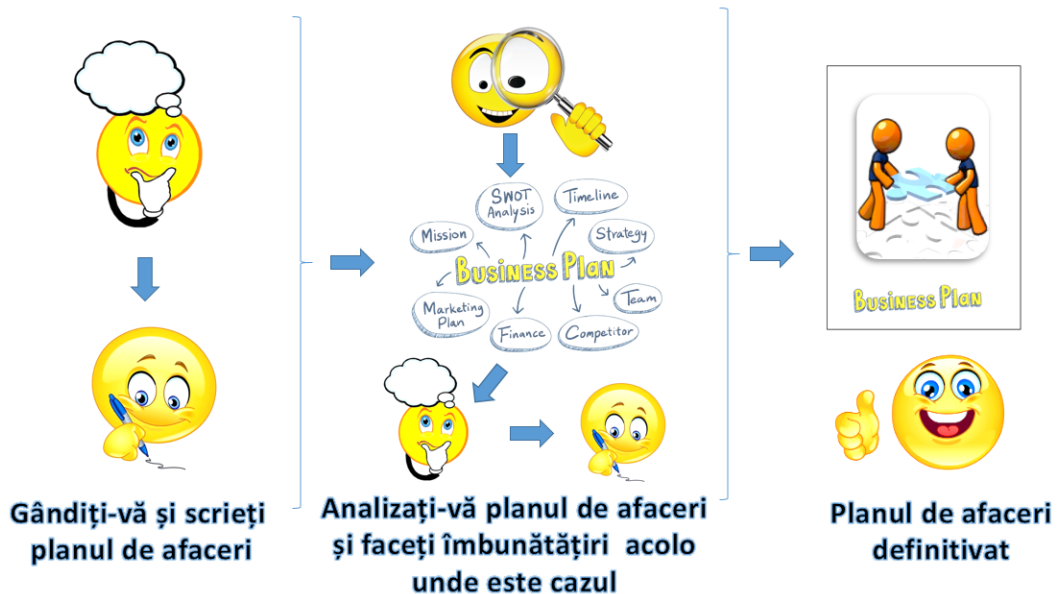 SWOT
Analysis
Timeline
Mission
Strategy
Business Plan
Marketing
Plan
Team
Finance
Competitor
Business Plan
Gândiți-vă și scrieți
planul de afaceri
Analizați-vă planul de afaceri
și faceți îmbunătățiri  acolo
unde este cazul
Planul de afaceri
definitivat